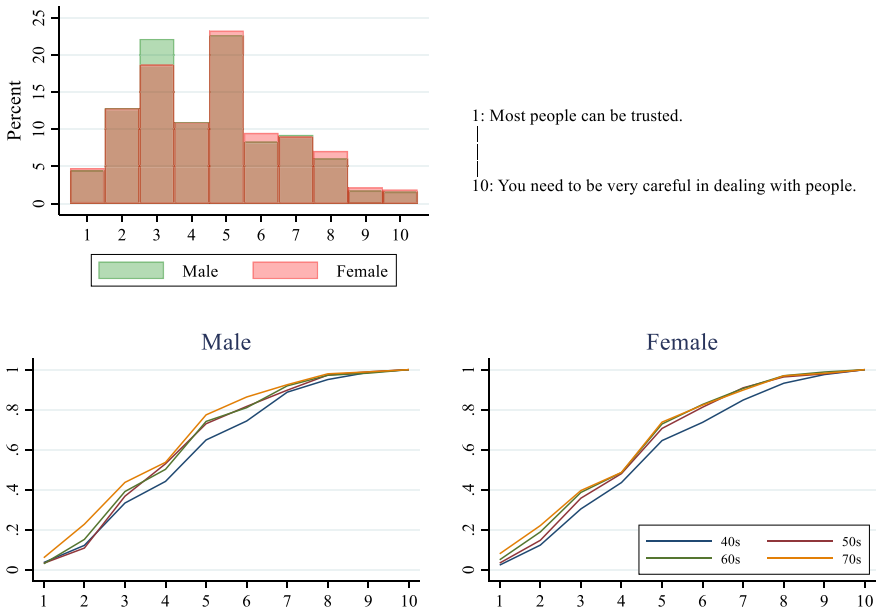 25
20
15
10
5
0
Percent
1 2 3 4 5 6 7 8 9 10
Male Female
1: Most people can be trusted.
10: You need to be very careful in dealing with people.
Male
1
.8
.6
.4
.2
0
1 2 3 4 5 6 7 8 9 10
Female
1
.8
.6
.4
.2
0
40s 50s
60s 70s
1 2 3 4 5 6 7 8 9 10